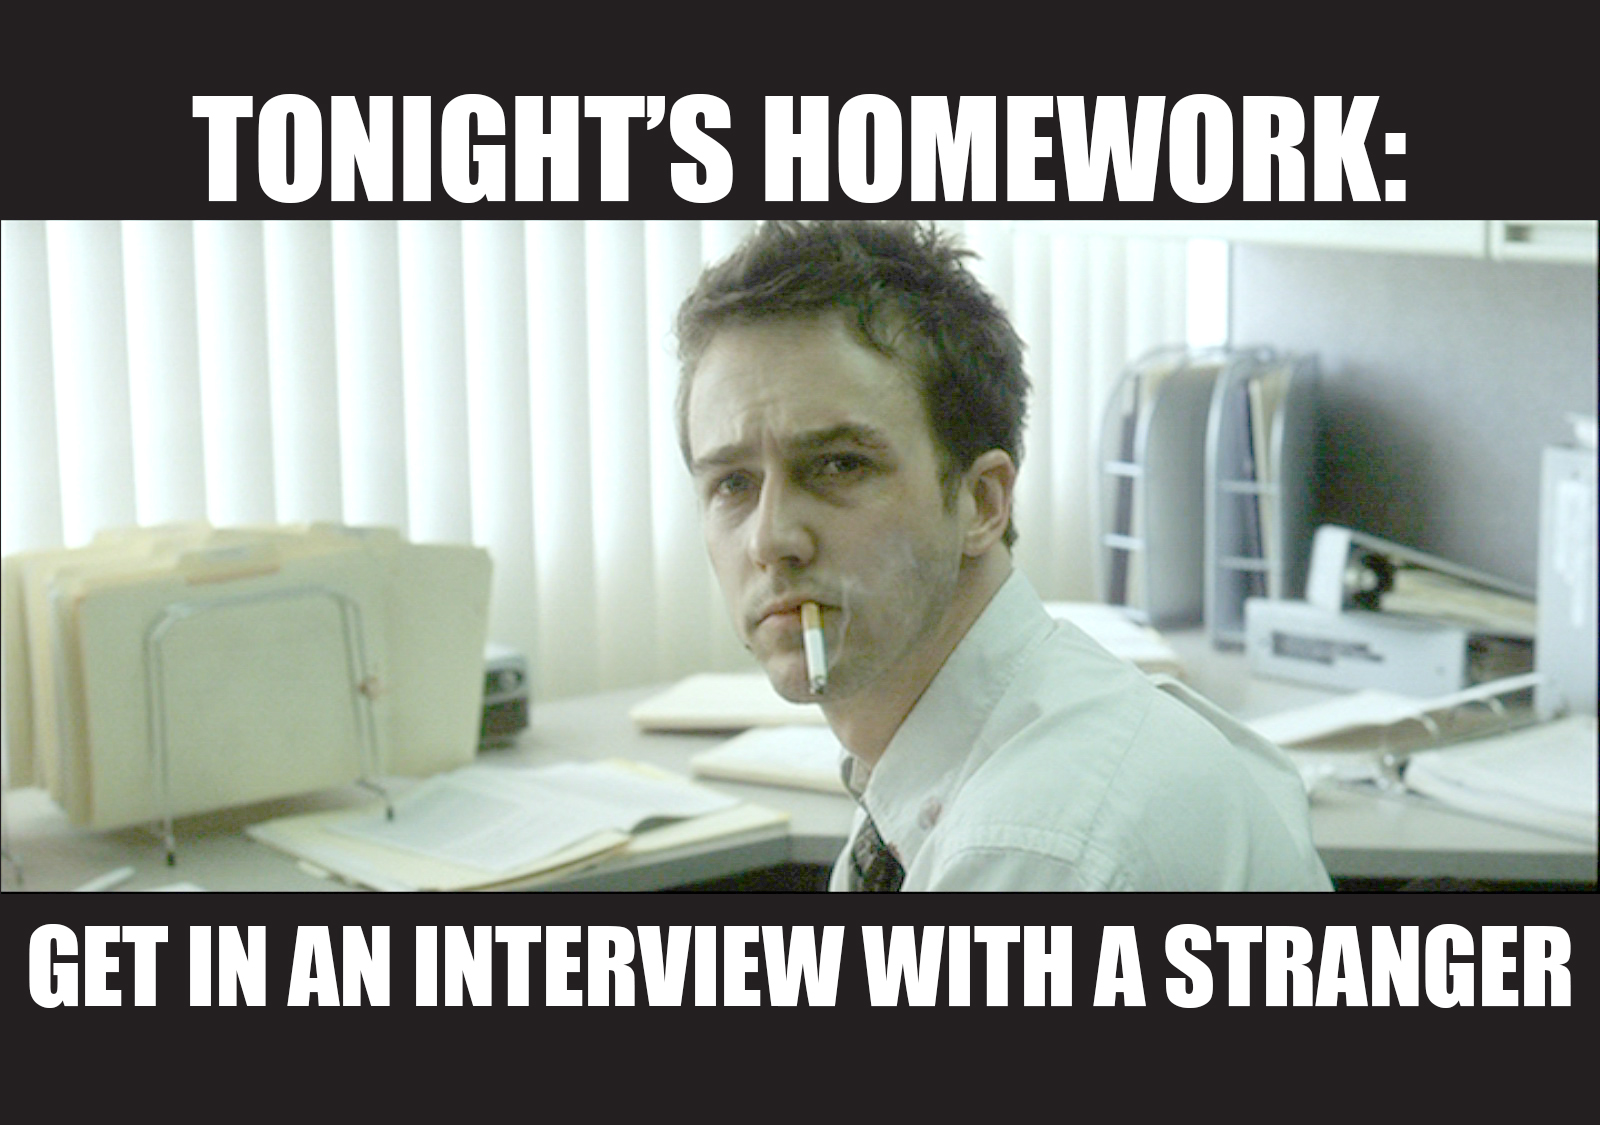 TONIGHT’S HOMEWORK:
GET IN AN INTERVIEW WITH A STRANGER